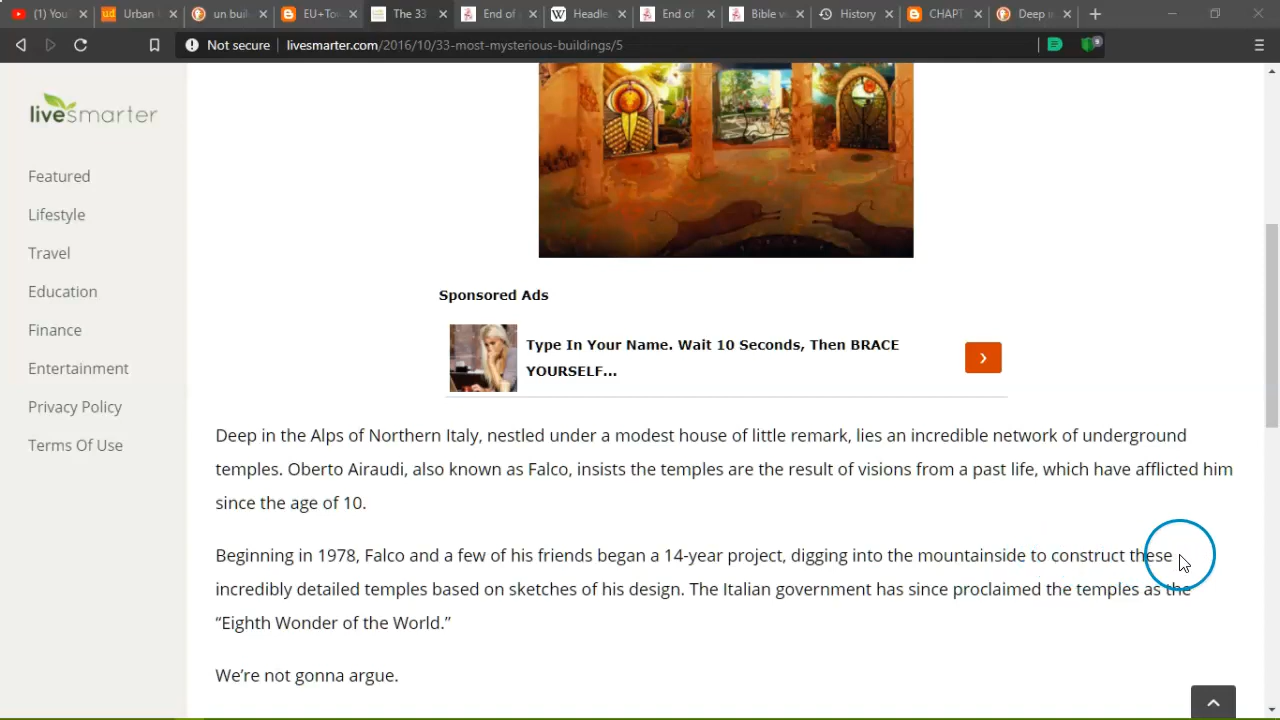 (1) You
Urban
un buil
EU+Tov
The 33
End of
Headle
End of
Bible v
History
CHAPT
Deep i
Not secure
livesmarter.com/2016/10/33-most-mysterious-buildings/5
livesmarter
Featured
Lifestyle
Travel
Education
Finance
Entertainment
Privacy Policy
Terms Of Use
Sponsored Ads
Type In Your Name. Wait 10 Seconds, Then BRACE
YOURSELF...
Deep in the Alps of Northern Italy, nestled under a modest house of little remark, lies an incredible network of underground
temples. Oberto Airaudi, also known as Falco, insists the temples are the result of visions from a past life, which have afflicted him
since the age of 10.
Beginning in 1978, Falco and a few of his friends began a 14-year project, digging into the mountainside to construct these
incredibly detailed temples based on sketches of his design. The Italian government has since proclaimed the temples as the
“Eighth Wonder of the World.”
We’re not gonna argue.